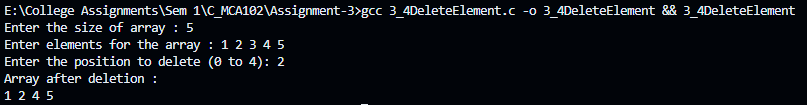 E:\College Assignments\Sem 1\C_MCA102\Assignment-3>gcc 3_4DeleteElement.c -o 3_4DeleteElement && 3_4DeleteElement
Enter the size of array : 5
Enter elements for the array : 1 2 3 4 5
Enter the position to delete (0 to 4): 2
Array after deletion :
1 2 4 5